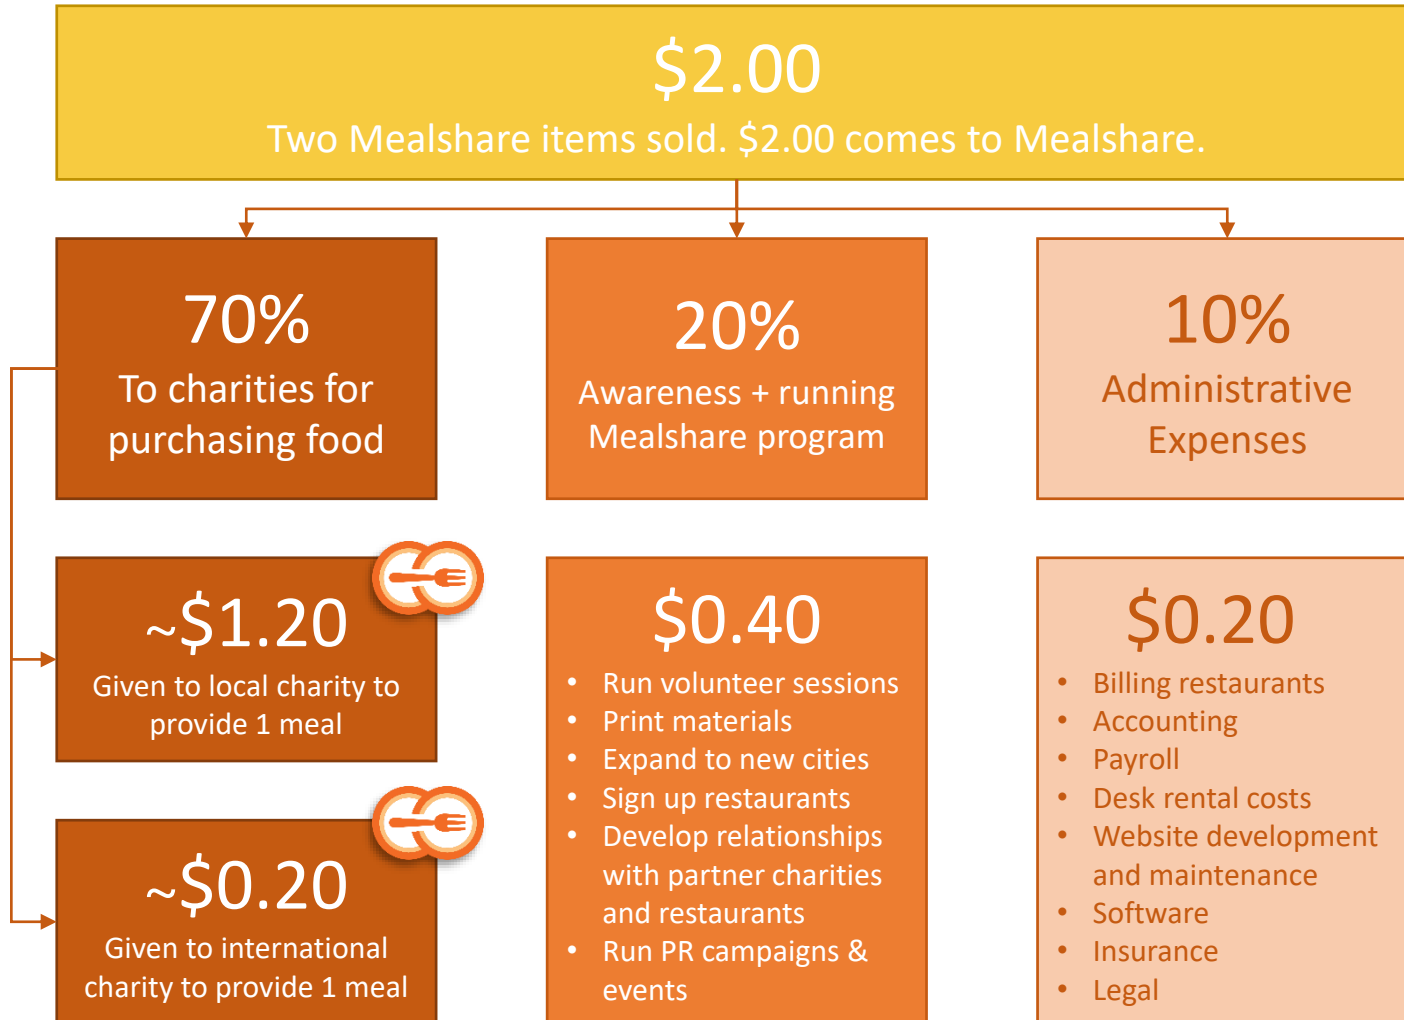 $2.00
Two Mealshare items sold. $2.00 comes to Mealshare.
70%
To charities for
purchasing food
20%
Awareness + running
Mealshare program
10%
Administrative
Expenses
~$1.20
Given to local charity to
provide 1 meal
~$0.20
Given to international
charity to provide 1 meal
$0.40
• Run volunteer sessions
• Print materials
• Expand to new cities
• Sign up restaurants
• Develop relationships
with partner charities
and restaurants
• Run PR campaigns &
events
$0.20
• Billing restaurants
• Accounting
• Payroll
• Desk rental costs
• Website development
and maintenance
• Software
• Insurance
• Legal